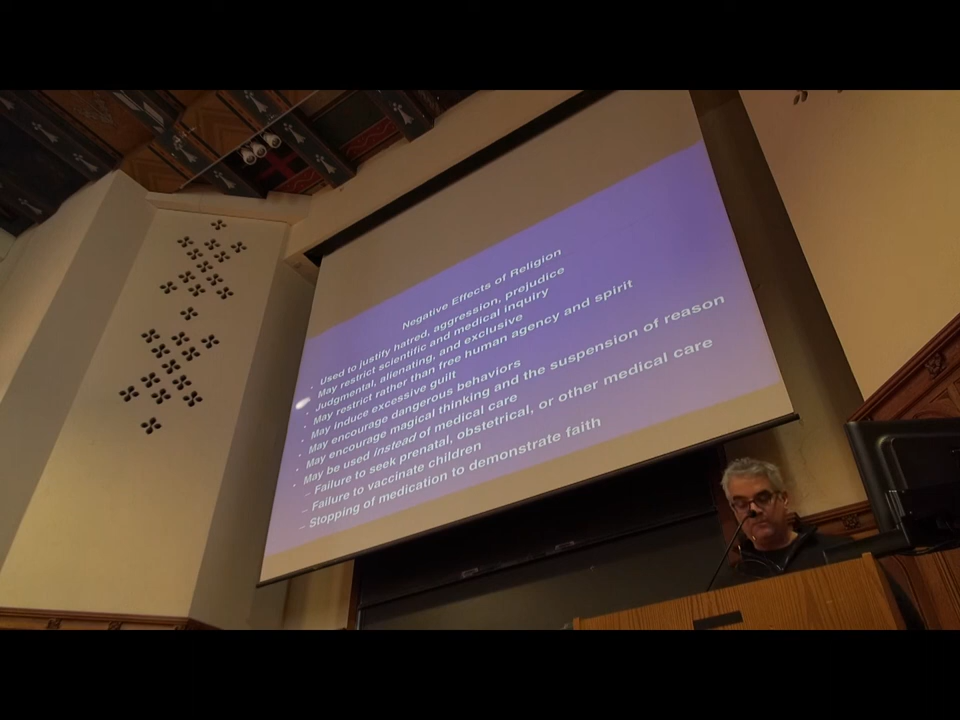 Negative Effects of Religion
• Used to justify hatred, aggression, prejudice
• May restrict scientific and medical inquiry
• Judgmental, alienating, and exclusive
• May restrict rather than free human agency and spirit
• May induce excessive guilt
• May encourage dangerous behaviors
• May encourage magical thinking and the suspension of reason
• May be used instead of medical care
– Failure to seek prenatal, obstetrical, or other medical care
– Failure to vaccinate children
– Stopping of medication to demonstrate faith